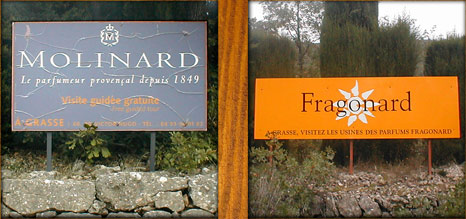 M
MOLINARD
Le parfumeur provençal depuis 1849
Visite guidée gratuite
A GRASSE
Fragonard
A GRASSE, VISITEZ LES USINES DES PARFUMS FRAGONARD